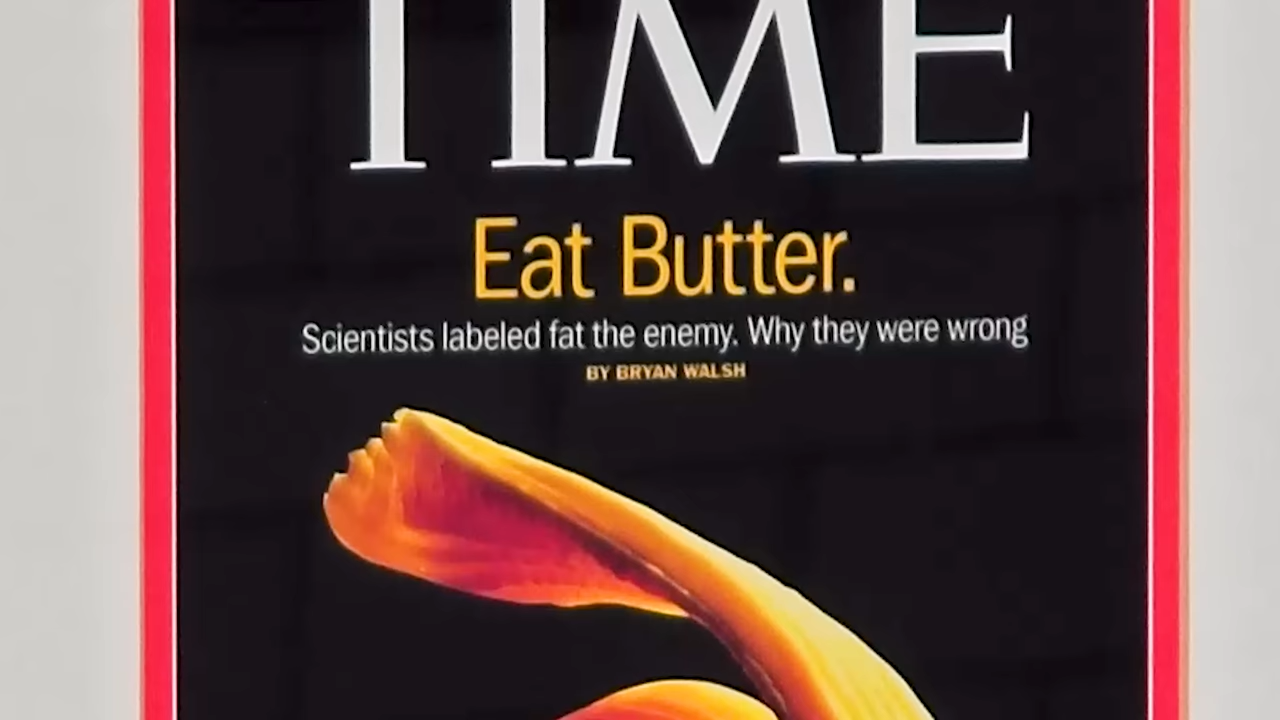 TIME
Eat Butter.
Scientists labeled fat the enemy. Why they were wrong
BY BRYAN WALSH